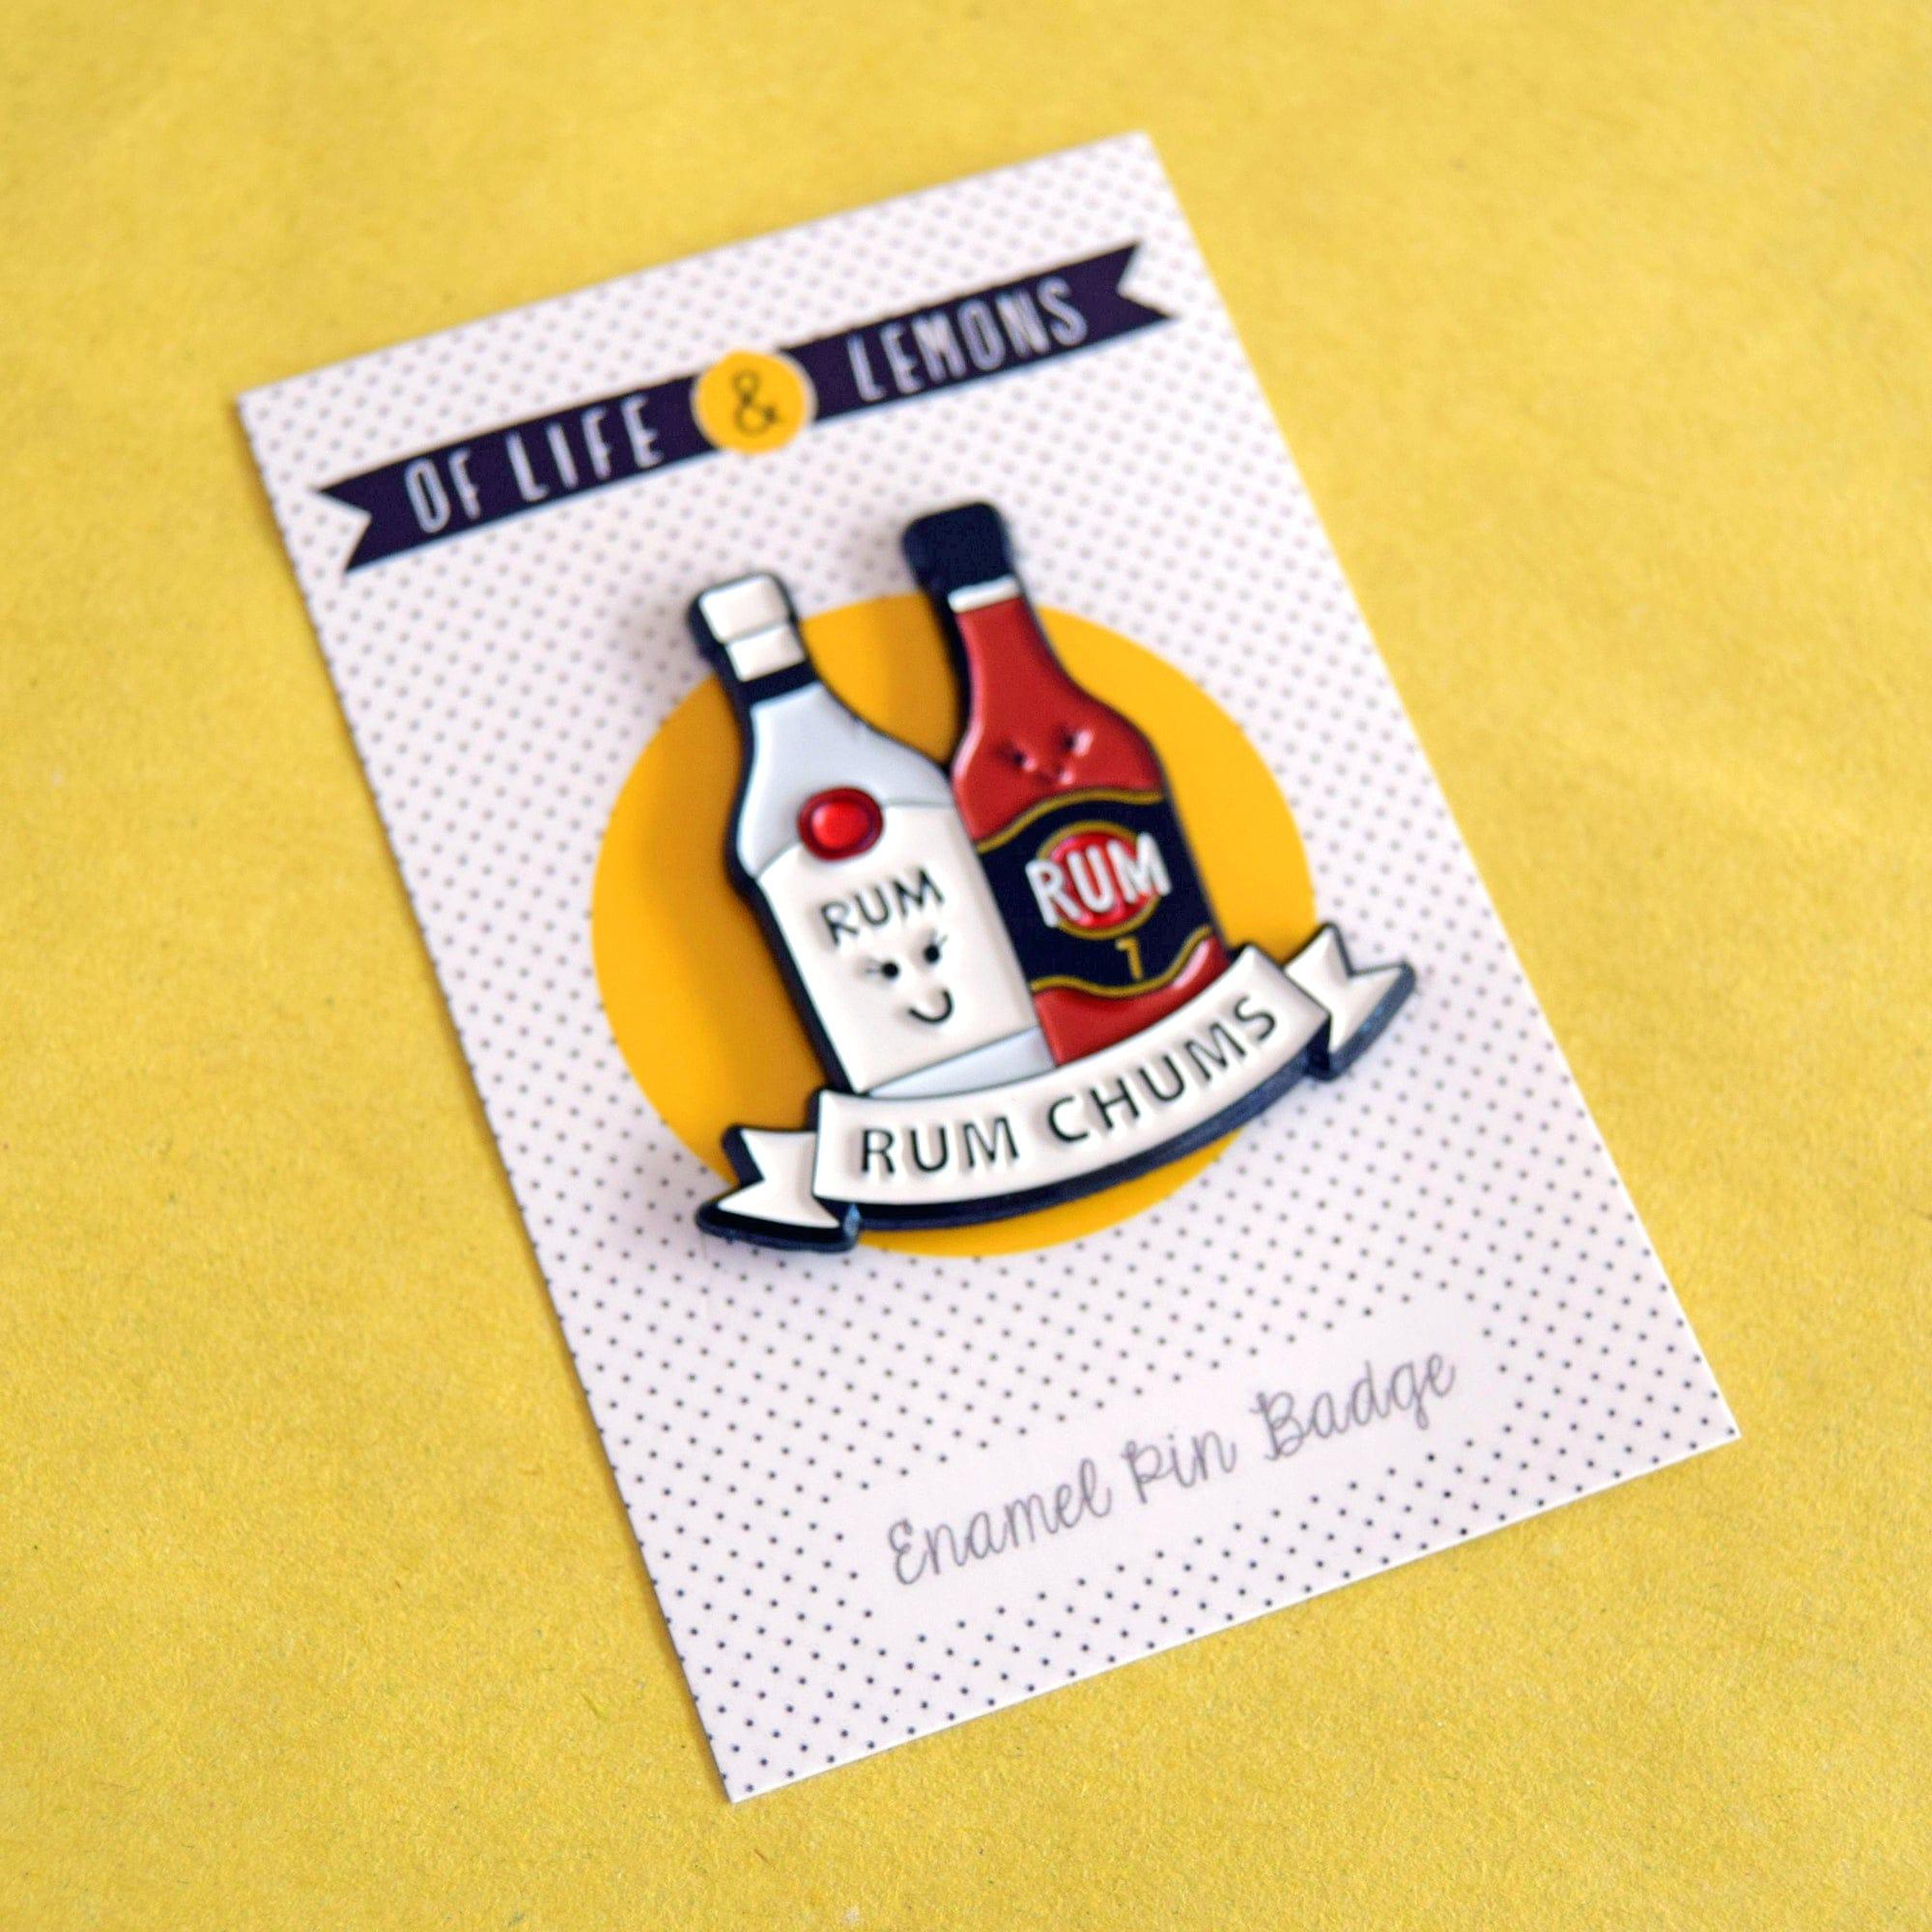 OF LIFE & LEMONS
RUM
RUM
7
RUM CHUMS
Enamel Pin Badge